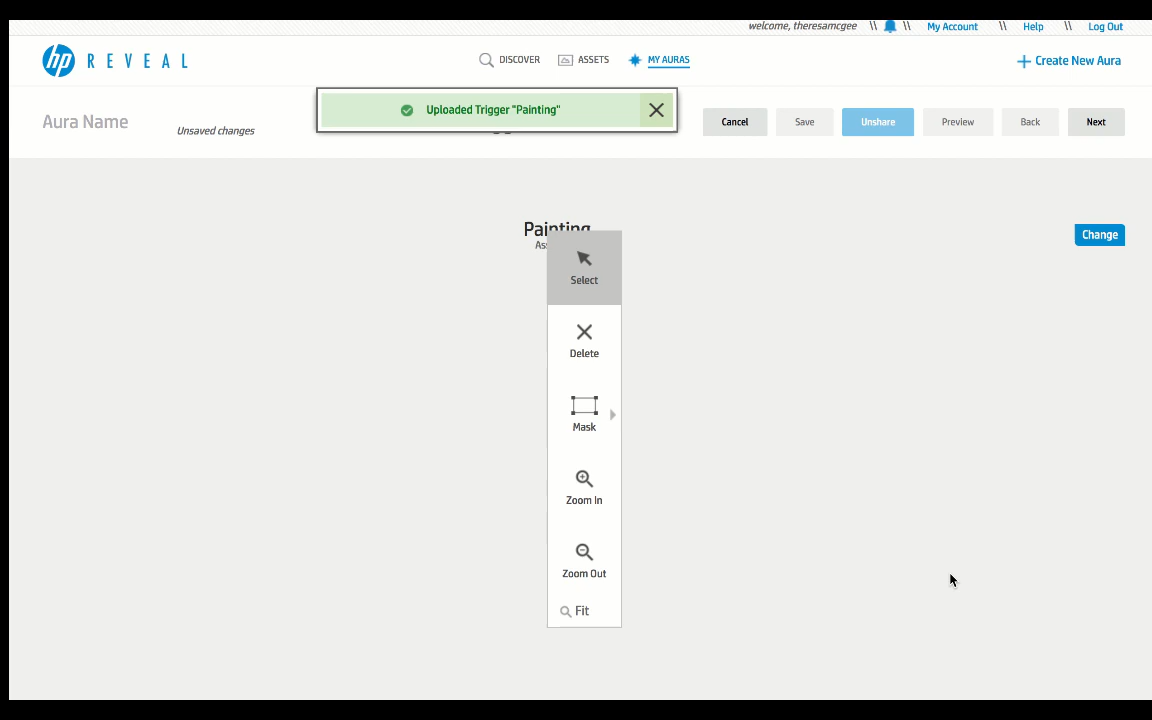 welcome, theresamcgee \\ \\ My Account \\ Help \\ Log Out
hp REVEAL DISCOVER ASSETS MY AURAS + Create New Aura
Aura Name Unsaved changes Uploaded Trigger "Painting" Cancel Save Unshare Preview Back Next
Painting Change
Select
Delete
Mask
Zoom In
Zoom Out
Fit